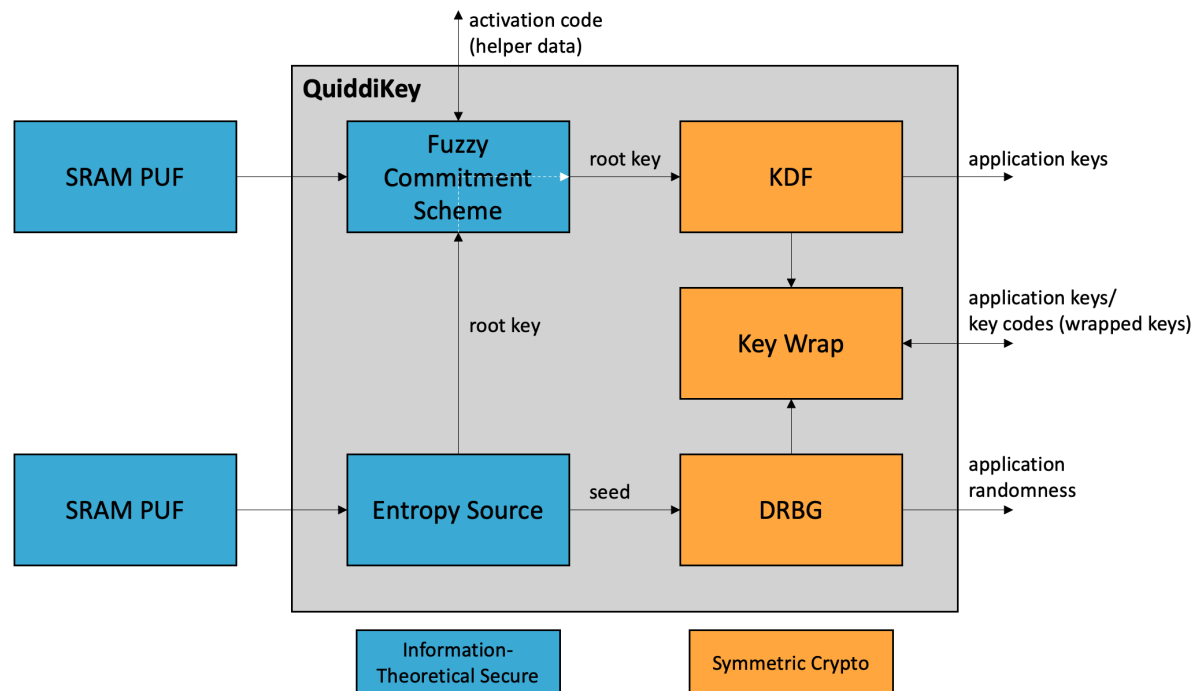 activation code
(helper data)
QuiddiKey
SRAM PUF
Fuzzy
Commitment
Scheme
root key
KDF
application keys
root key
Key Wrap
application keys/
key codes (wrapped keys)
SRAM PUF
Entropy Source
seed
DRBG
application
randomness
Information-
Theoretical Secure
Symmetric Crypto